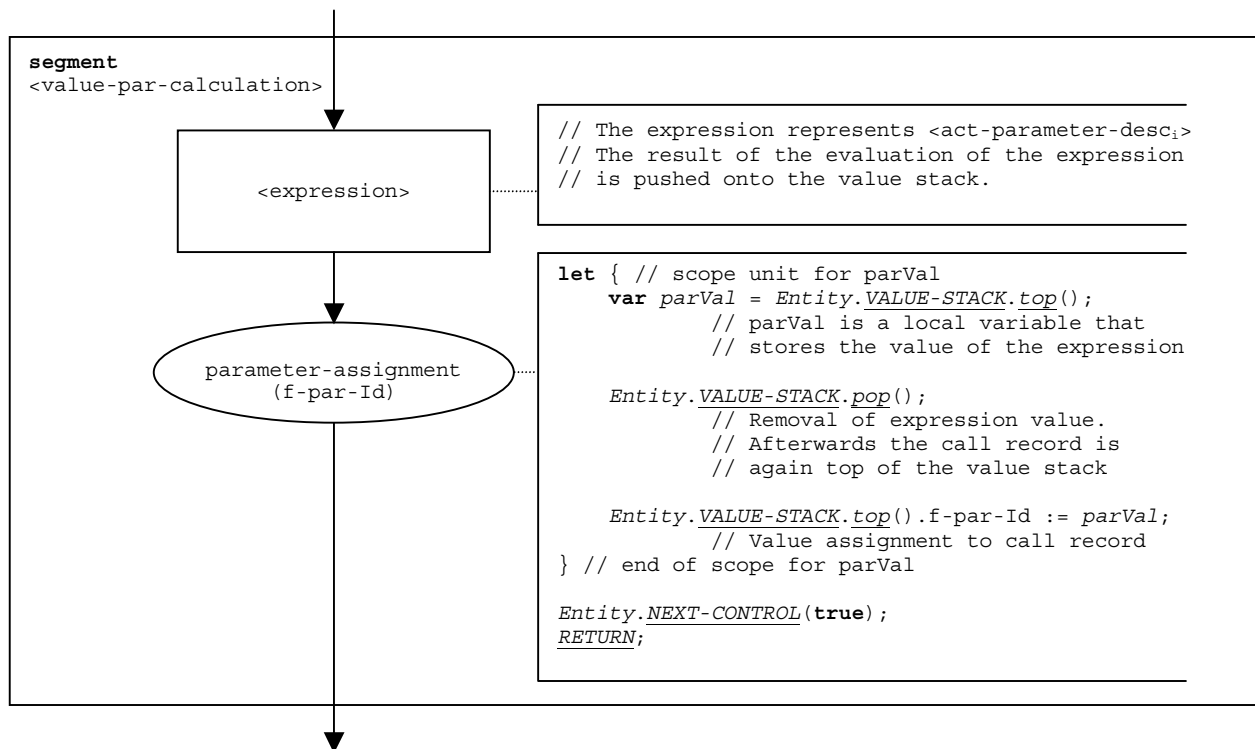 segment
<value-par-calculation>
<expression>
// The expression represents <act-parameter-descᵢ>
// The result of the evaluation of the expression
// is pushed onto the value stack.
parameter-assignment
(f-par-Id)
let { // scope unit for parVal
var parVal = Entity.VALUE-STACK.top();
// parVal is a local variable that
// stores the value of the expression
Entity.VALUE-STACK.pop();
// Removal of expression value.
// Afterwards the call record is
// again top of the value stack
Entity.VALUE-STACK.top().f-par-Id := parVal;
// Value assignment to call record
} // end of scope for parVal
Entity.NEXT-CONTROL(true);
RETURN;